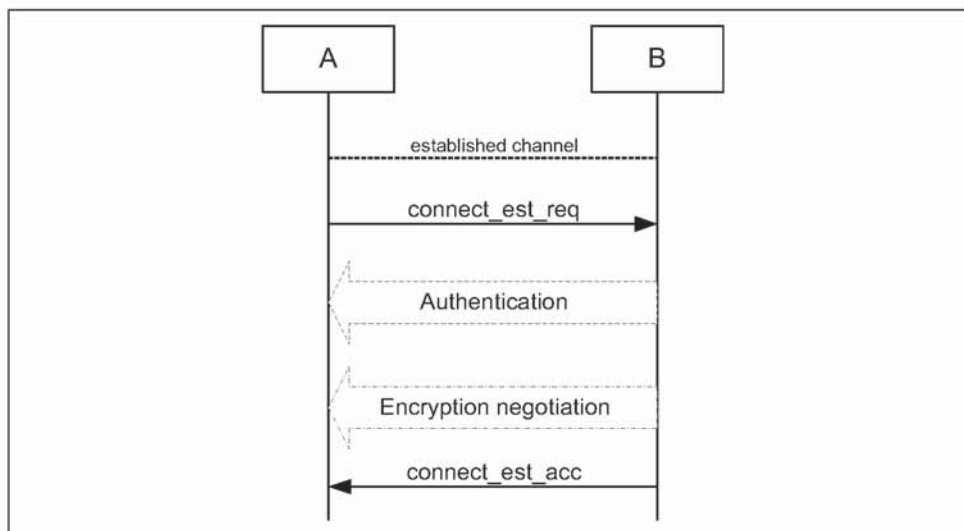 A
B
established channel
connect_est_req
Authentication
Encryption negotiation
connect_est_acc